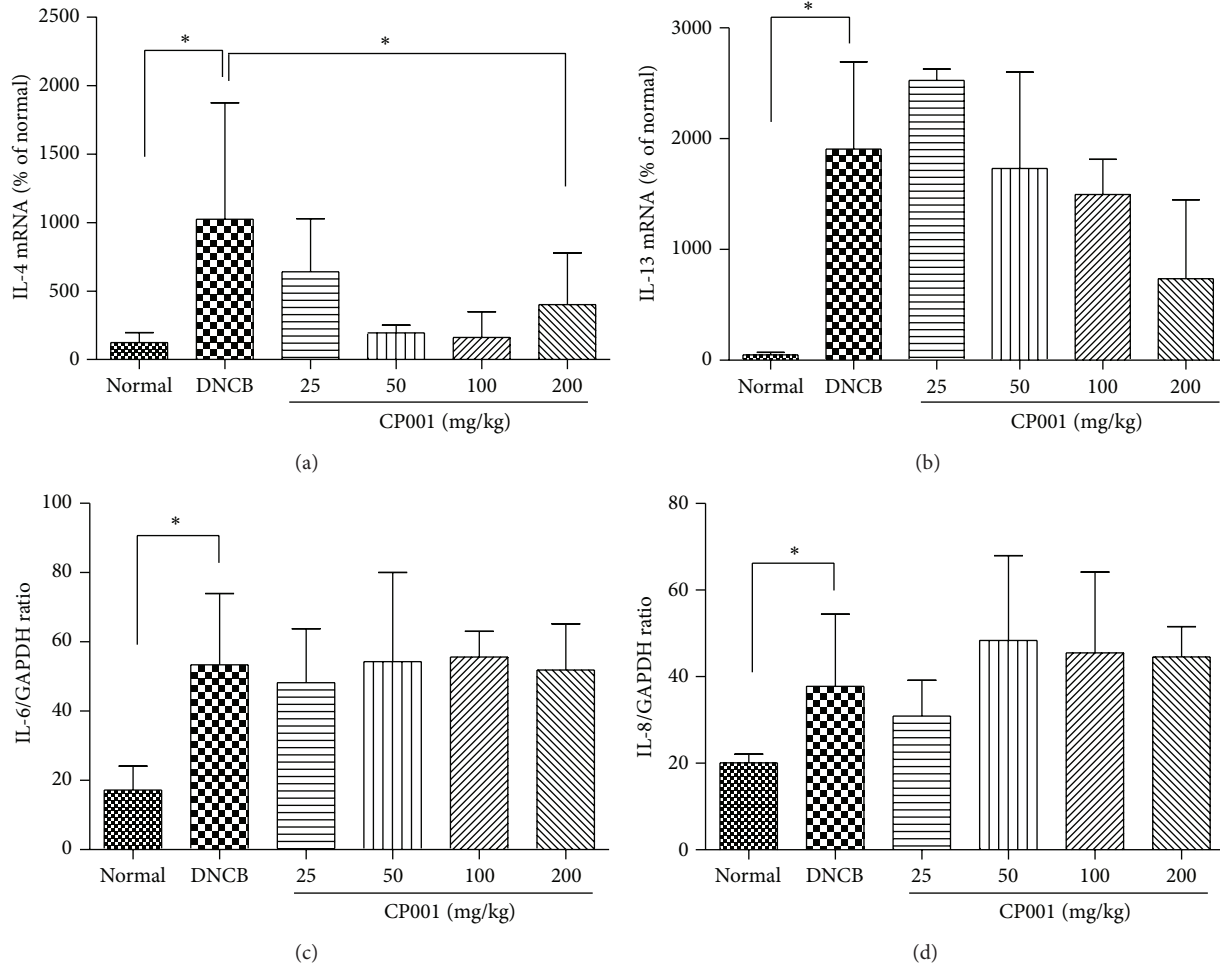 2500
2000
1500
1000
500
0
IL-4 mRNA (% of normal)
*
*
Normal DNCB 25 50 100 200
CP001 (mg/kg)
(a)
3000
2000
1000
0
IL-13 mRNA (% of normal)
*
Normal DNCB 25 50 100 200
CP001 (mg/kg)
(b)
100
80
60
40
20
0
IL-6/GAPDH ratio
*
Normal DNCB 25 50 100 200
CP001 (mg/kg)
(c)
80
60
40
20
0
IL-8/GAPDH ratio
*
Normal DNCB 25 50 100 200
CP001 (mg/kg)
(d)